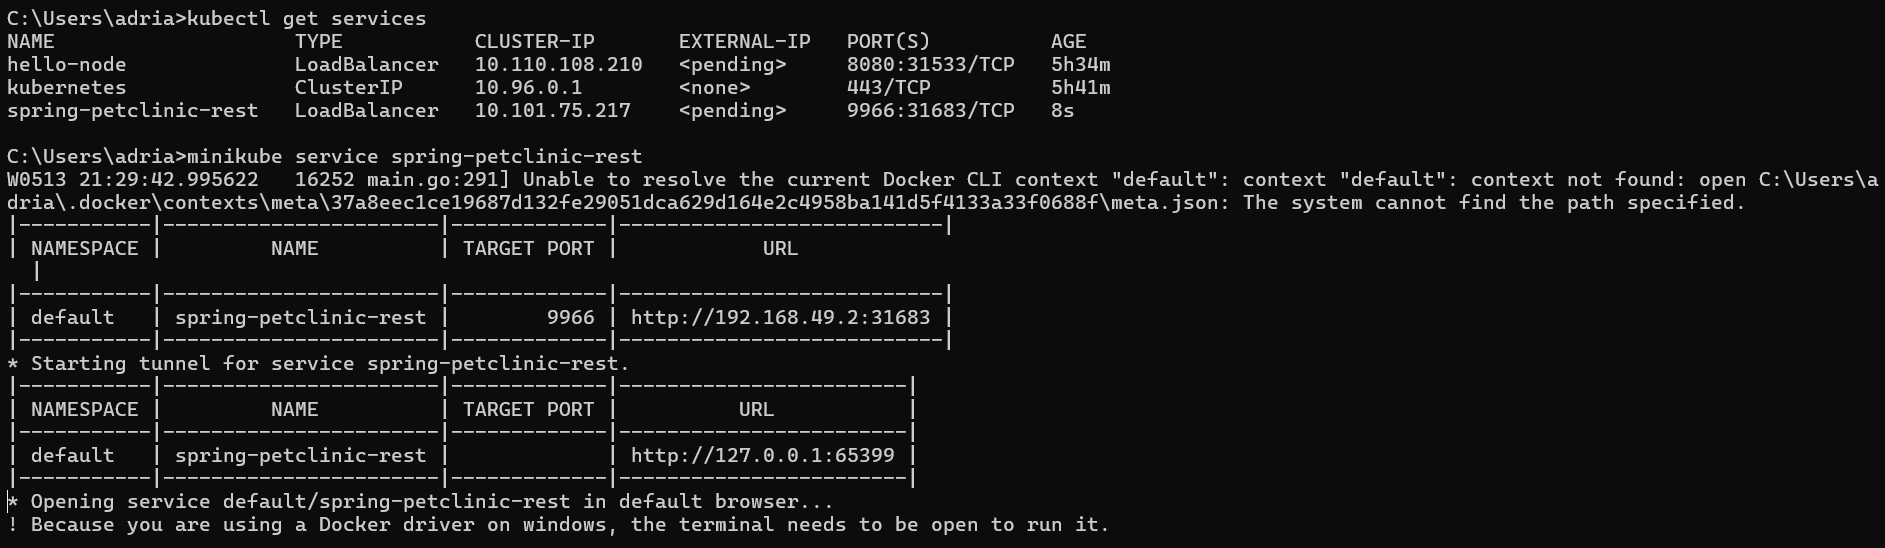 C:\Users\adria>kubectl get services
NAME                    TYPE           CLUSTER-IP       EXTERNAL-IP   PORT(S)          AGE
hello-node              LoadBalancer   10.110.108.210   <pending>     8080:31533/TCP   5h34m
kubernetes              ClusterIP      10.96.0.1        <none>        443/TCP          5h41m
spring-petclinic-rest   LoadBalancer   10.101.75.217    <pending>     9966:31683/TCP   8s

C:\Users\adria>minikube service spring-petclinic-rest
W0513 21:29:42.995622   16252 main.go:291] Unable to resolve the current Docker CLI context "default": context "default": context not found: open C:\Users\a
dria\.docker\contexts\meta\37a8eec1ce19687d132fe29051dca629d164e2c4958ba141d5f4133a33f0688f\meta.json: The system cannot find the path specified.
|-----------|-----------------------|-------------|---------------------------|
| NAMESPACE |         NAME          | TARGET PORT |            URL
  |
|-----------|-----------------------|-------------|---------------------------|
| default   | spring-petclinic-rest |        9966 | http://192.168.49.2:31683 |
|-----------|-----------------------|-------------|---------------------------|
* Starting tunnel for service spring-petclinic-rest.
|-----------|-----------------------|-------------|------------------------|
| NAMESPACE |         NAME          | TARGET PORT |          URL           |
|-----------|-----------------------|-------------|------------------------|
| default   | spring-petclinic-rest |             | http://127.0.0.1:65399 |
|-----------|-----------------------|-------------|------------------------|
* Opening service default/spring-petclinic-rest in default browser...
! Because you are using a Docker driver on windows, the terminal needs to be open to run it.